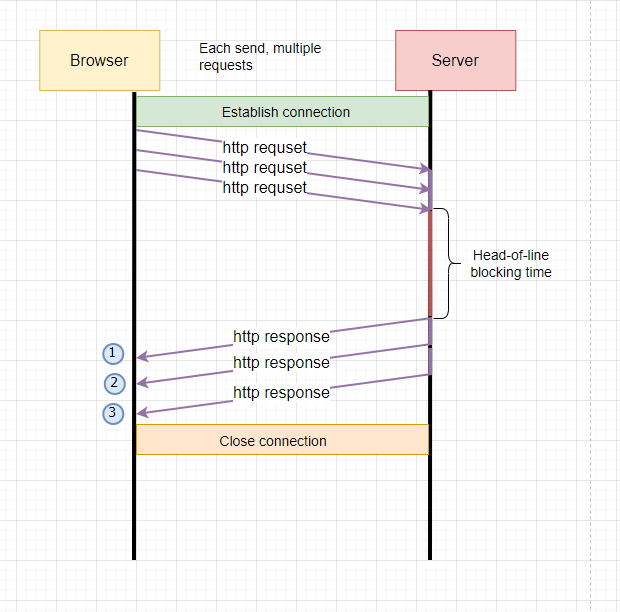 Browser
Each send, multiple
requests
Server
Establish connection
http requset
http requset
http requset
Head-of-line
blocking time
http response
1
http response
2
http response
3
Close connection